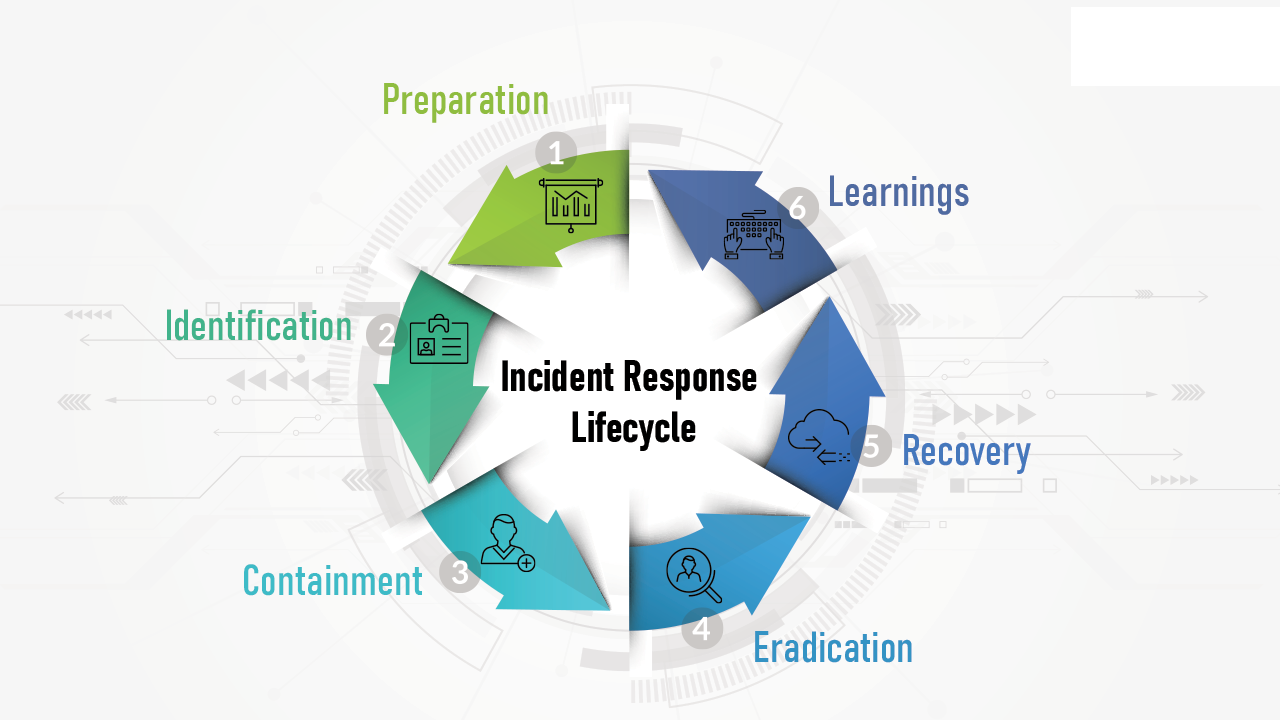 Preparation
1
Identification
2
Containment
3
Eradication
4
Recovery
5
Learnings
6
Incident Response
Lifecycle